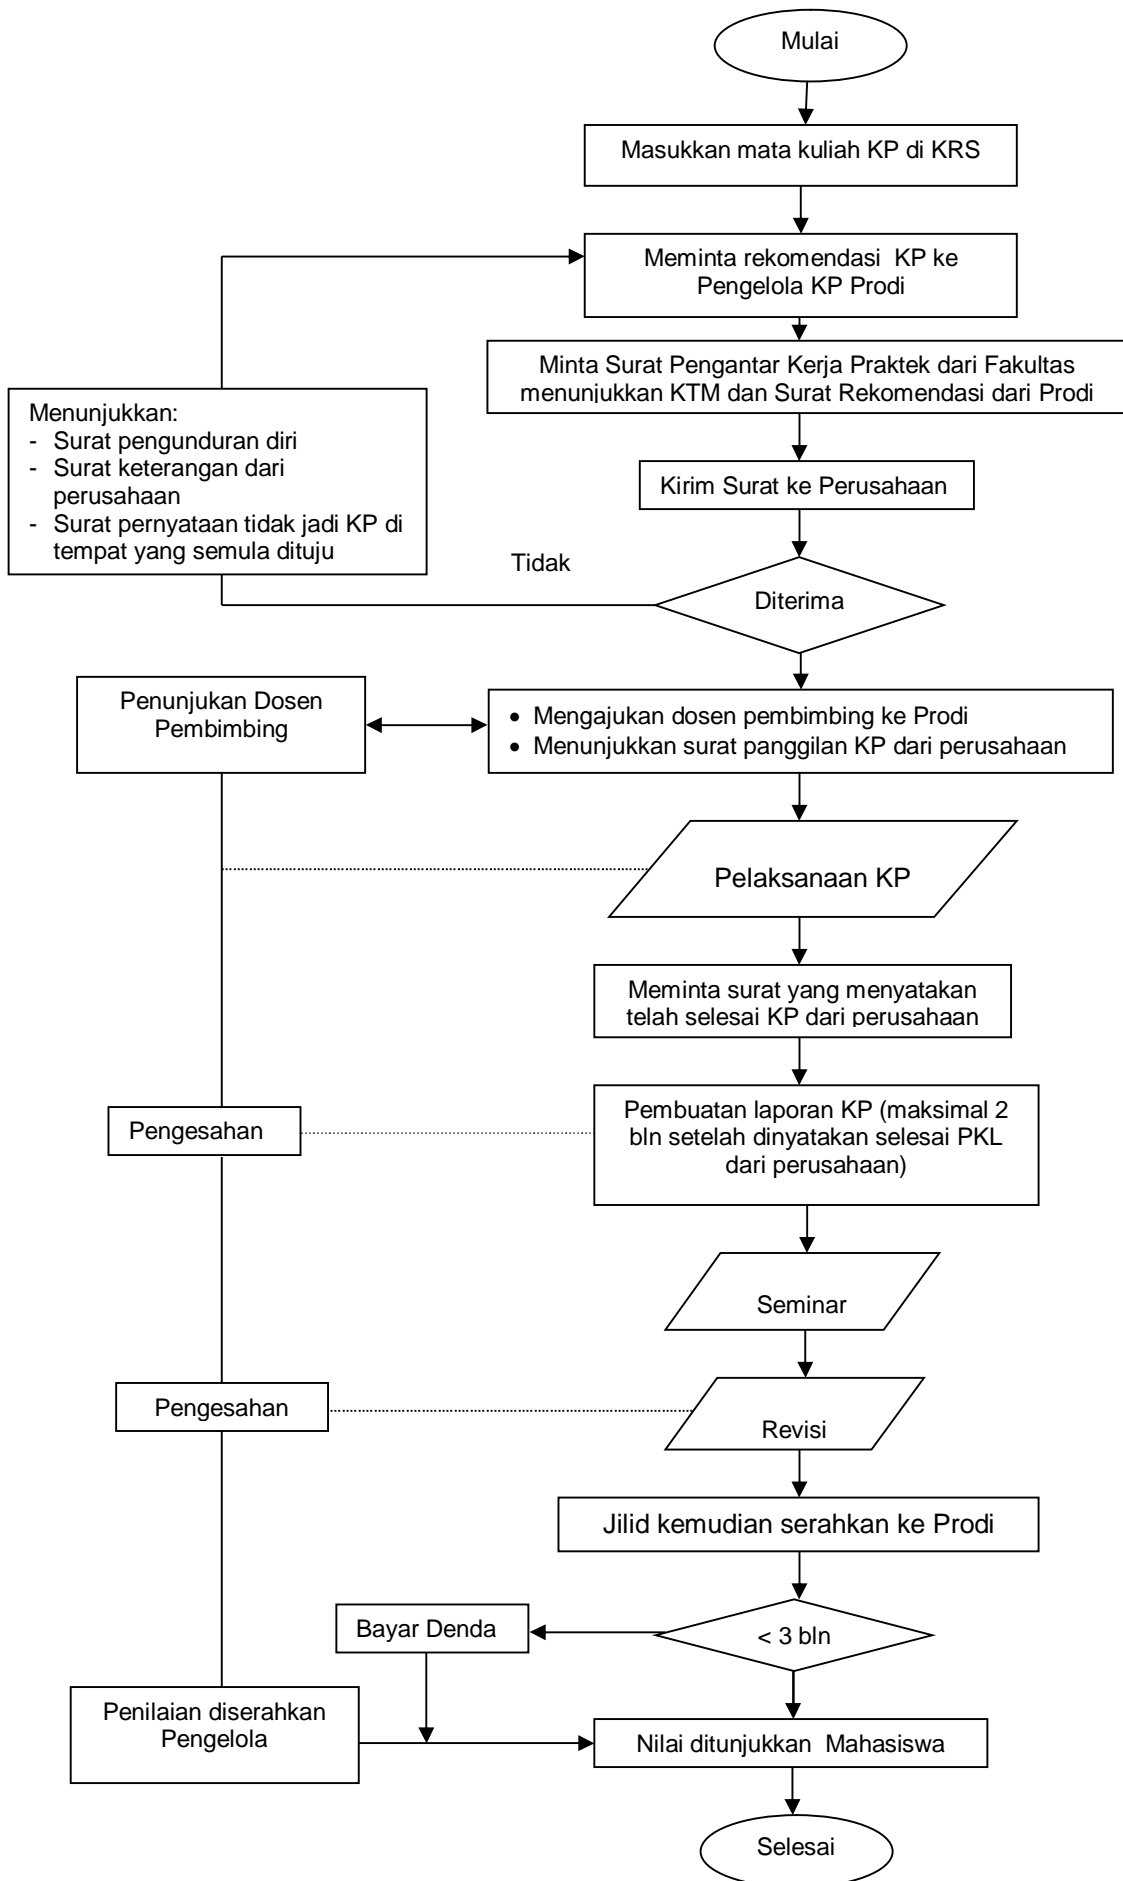 Mulai
Masukkan mata kuliah KP di KRS
Meminta rekomendasi  KP ke
Pengelola KP Prodi
Minta Surat Pengantar Kerja Praktek dari Fakultas
menunjukkan KTM dan Surat Rekomendasi dari Prodi
Menunjukkan:
- Surat pengunduran diri
- Surat keterangan dari
perusahaan
- Surat pernyataan tidak jadi KP di
tempat yang semula dituju
Kirim Surat ke Perusahaan
Tidak
Diterima
Penunjukan Dosen
Pembimbing
• Mengajukan dosen pembimbing ke Prodi
• Menunjukkan surat panggilan KP dari perusahaan
Pelaksanaan KP
Meminta surat yang menyatakan
telah selesai KP dari perusahaan
Pengesahan
Pembuatan laporan KP (maksimal 2
bln setelah dinyatakan selesai PKL
dari perusahaan)
Seminar
Pengesahan
Revisi
Jilid kemudian serahkan ke Prodi
Bayar Denda
< 3 bln
Penilaian diserahkan
Pengelola
Nilai ditunjukkan  Mahasiswa
Selesai